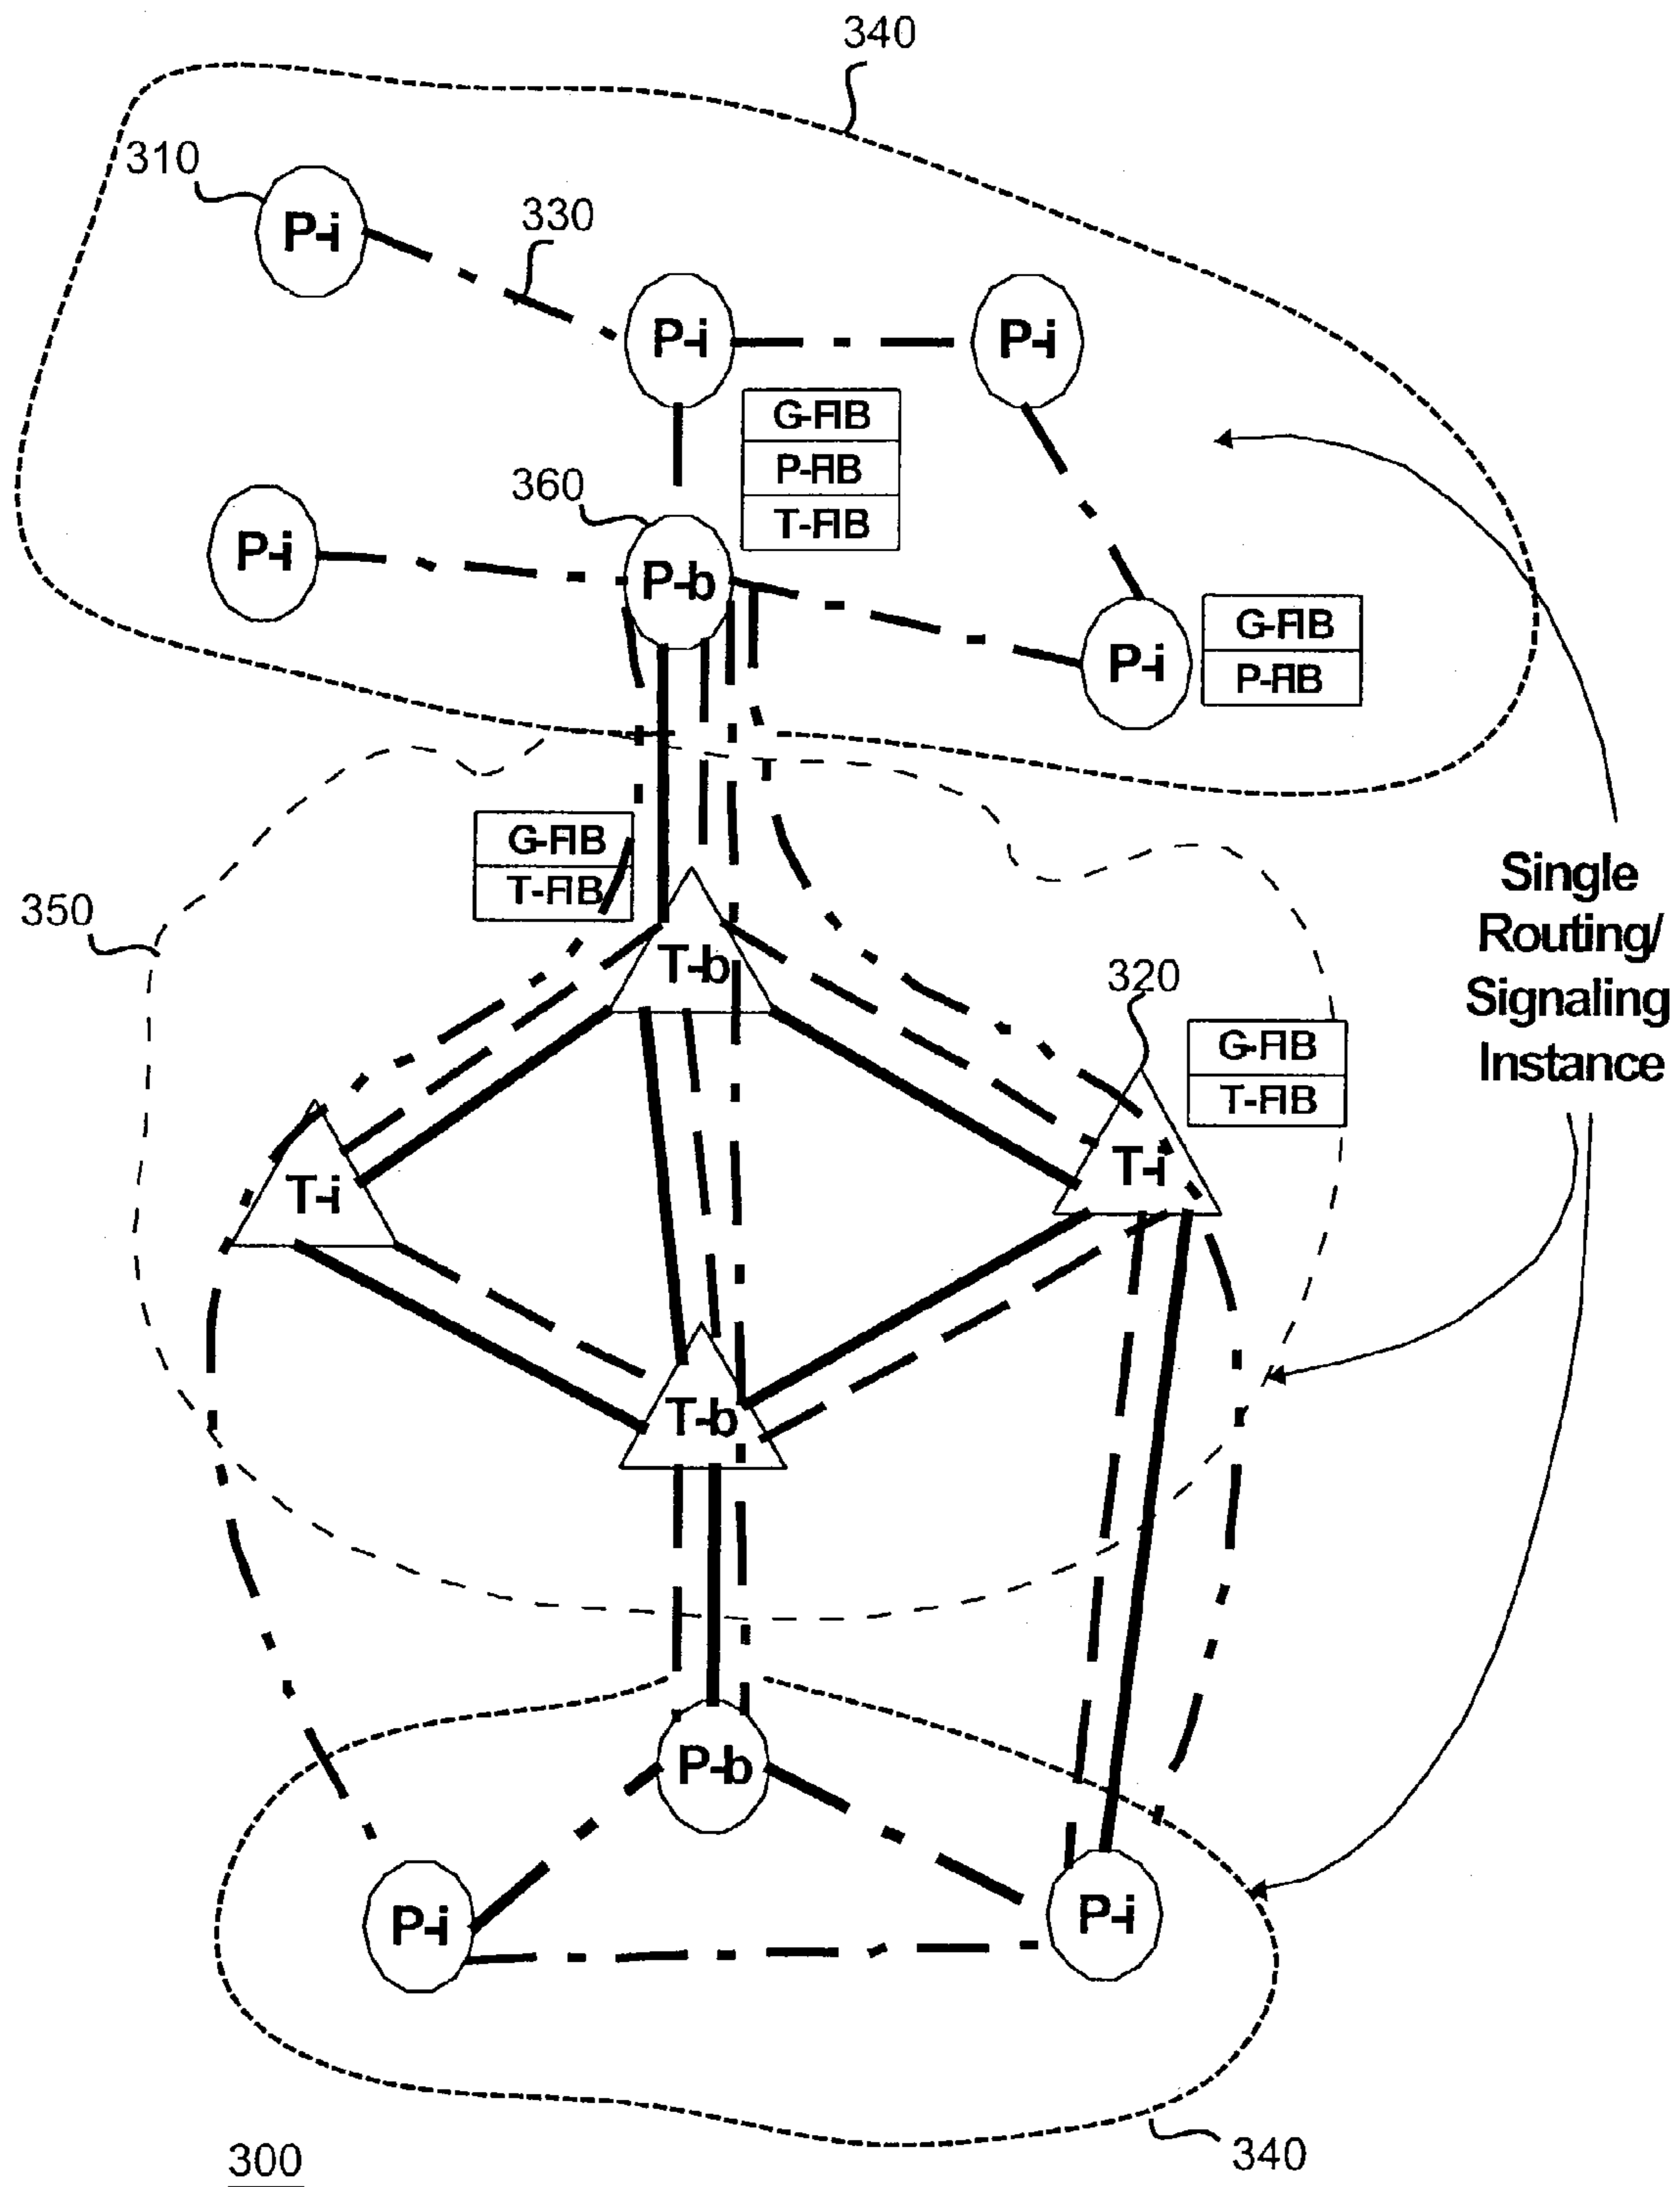 340
310
P-i
330
P-i
P-i
G-FIB
P-FIB
T-FIB
360
P-i
P-b
G-FIB
P-FIB
P-i
G-FIB
T-FIB
Single
Routing/
Signaling
Instance
350
T-b
320
G-FIB
T-FIB
T-i
T-i
T-b
P-b
P-i
P-i
340
300